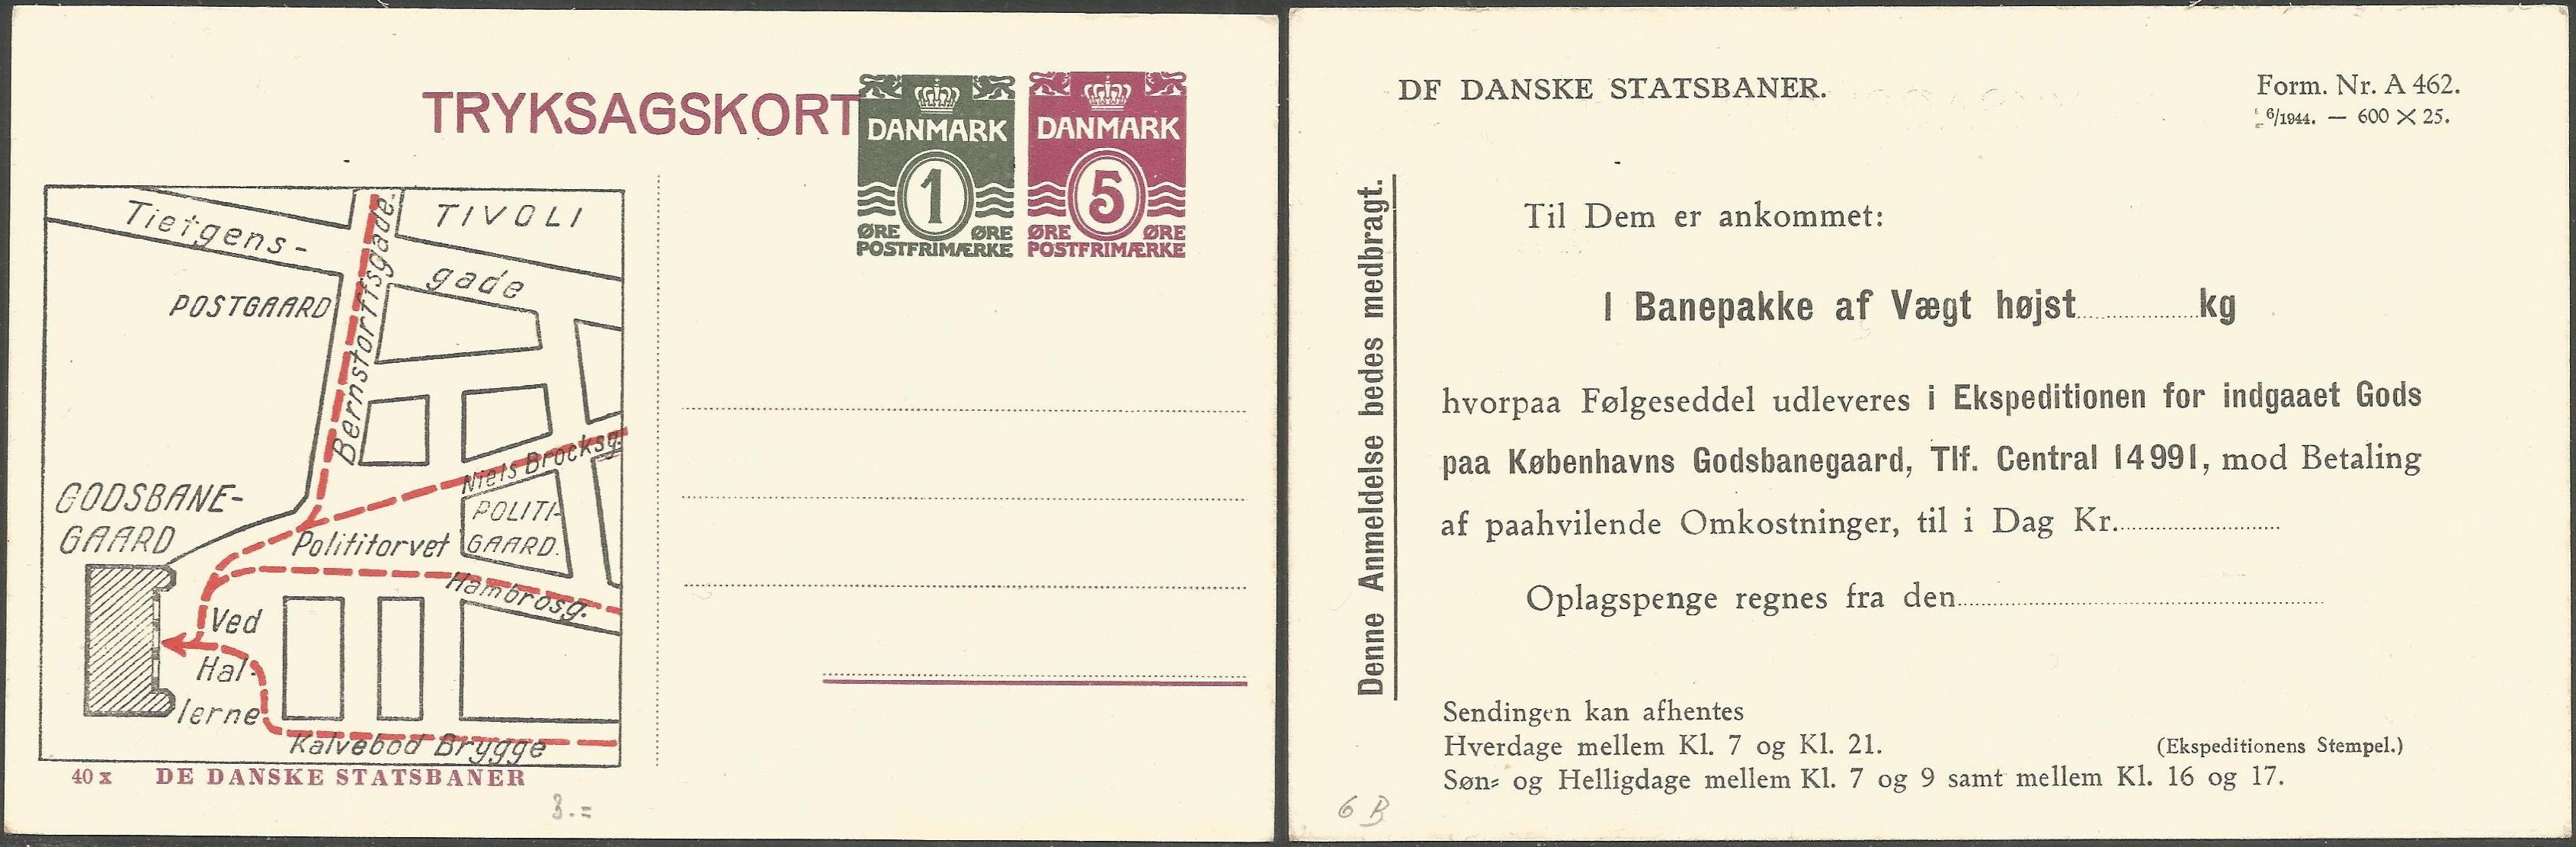 TRYKSAGSKORT
DANMARK
1
ØRE ØRE
POSTFRIMÆRKE
DANMARK
5
ØRE ØRE
POSTFRIMÆRKE
Tietgens-
gade
TIVOLI
Bernstorffsgade.
POSTGAARD
Niels Brocksg.
GODSBANE-
GAARD
POLITI-
GAARD.
Polititorvet
Hambrosg.
Ved
Hal-
lerne
Kalvebod Brygge
40 x DE DANSKE STATSBANER
3.=
DF DANSKE STATSBANER.
Form. Nr. A 462.
6/1944. — 600 X 25.
Denne Anmeldelse bedes medbragt.
Til Dem er ankommet:
1 Banepakke af Vægt højst..........kg
hvorpaa Følgeseddel udleveres i Ekspeditionen for indgaaet Gods
paa Københavns Godsbanegaard, Tlf. Central 14 991, mod Betaling
af paahvilende Omkostninger, til i Dag Kr..........
Oplagspenge regnes fra den..........
Sendingen kan afhentes
Hverdage mellem Kl. 7 og Kl. 21.
(Ekspeditionens Stempel.)
Søn- og Helligdage mellem Kl. 7 og 9 samt mellem Kl. 16 og 17.
6 B